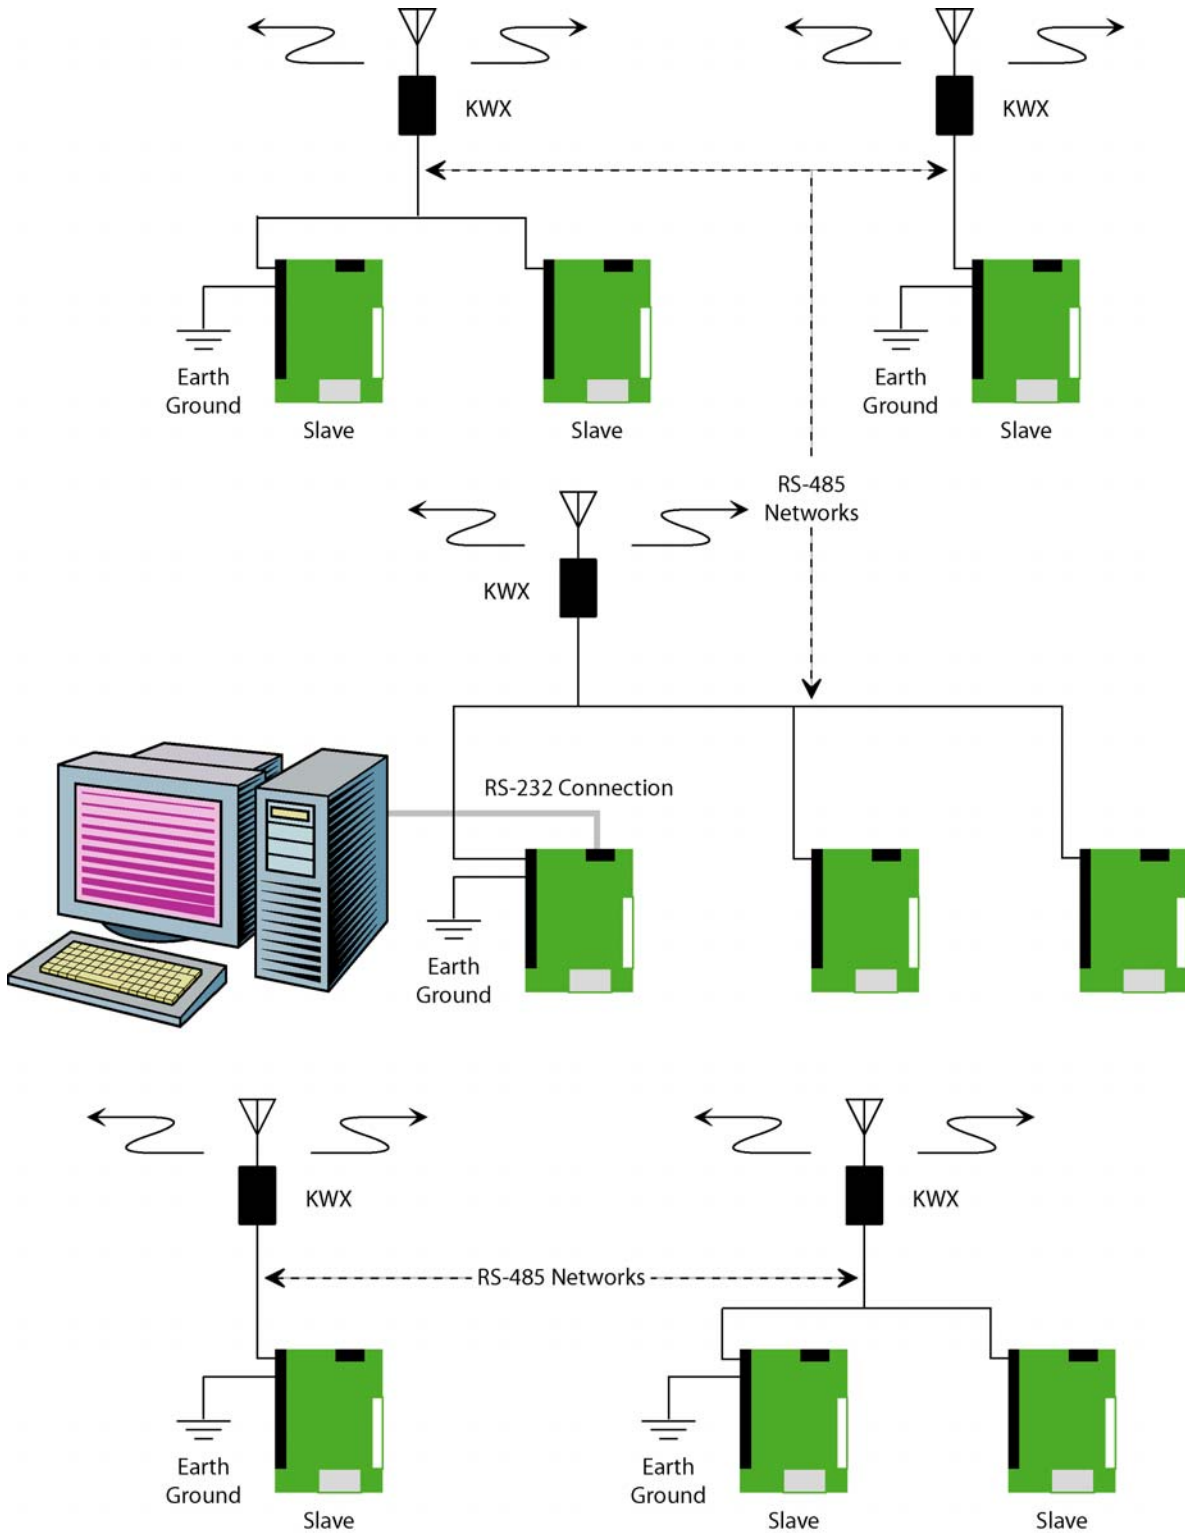 KWX
KWX
Earth
Ground
Slave
Slave
Earth
Ground
Slave
RS-485
Networks
KWX
RS-232 Connection
Earth
Ground
KWX
KWX
RS-485 Networks
Earth
Ground
Slave
Earth
Ground
Slave
Slave